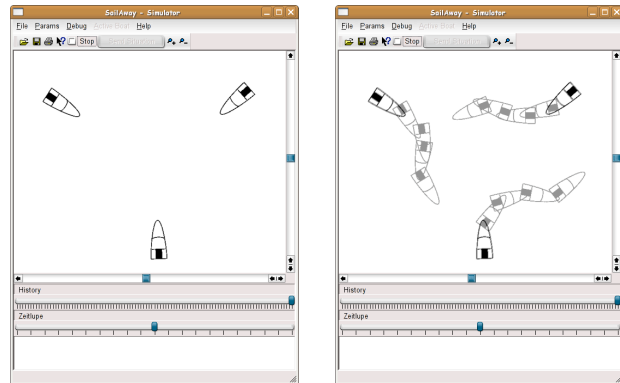 SailAway - Simulator
File Params Debug Active Boat Help
Stop
History
Zeitlupe
SailAway - Simulator
File Params Debug Active Boat Help
Stop
History
Zeitlupe